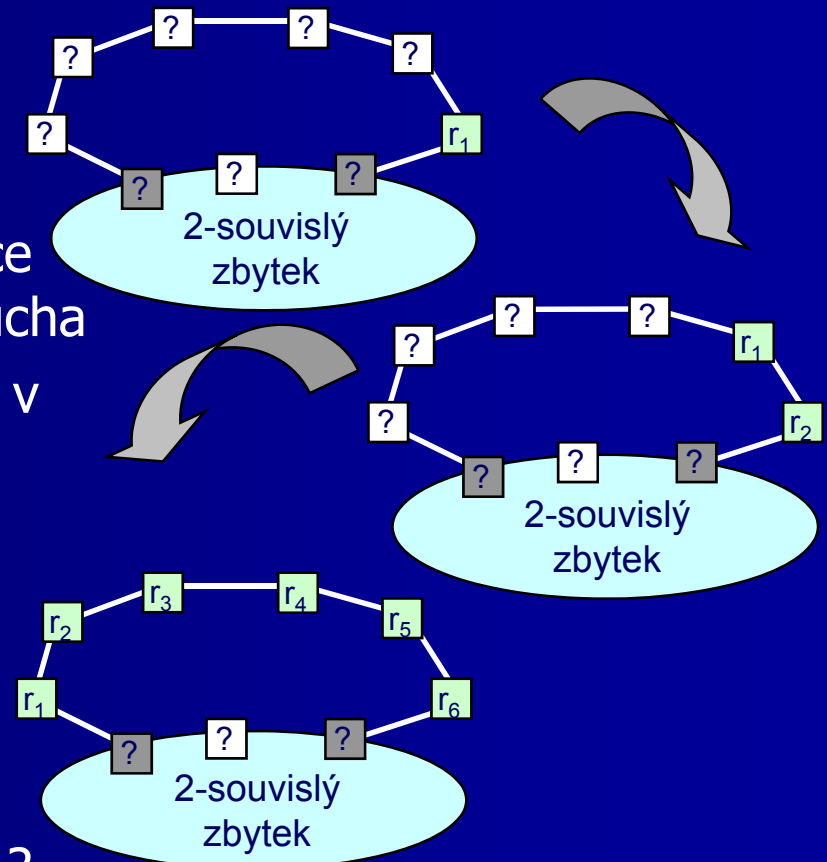 ? ?
? ?
? r₁
? ? ?
2-souvislý
zbytek
ce
ucha
v
? ?
? r₁
? r₂
? ? ?
2-souvislý
zbytek
r₃ r₄
r₂ r₅
r₁ r₆
? ? ?
2-souvislý
zbytek